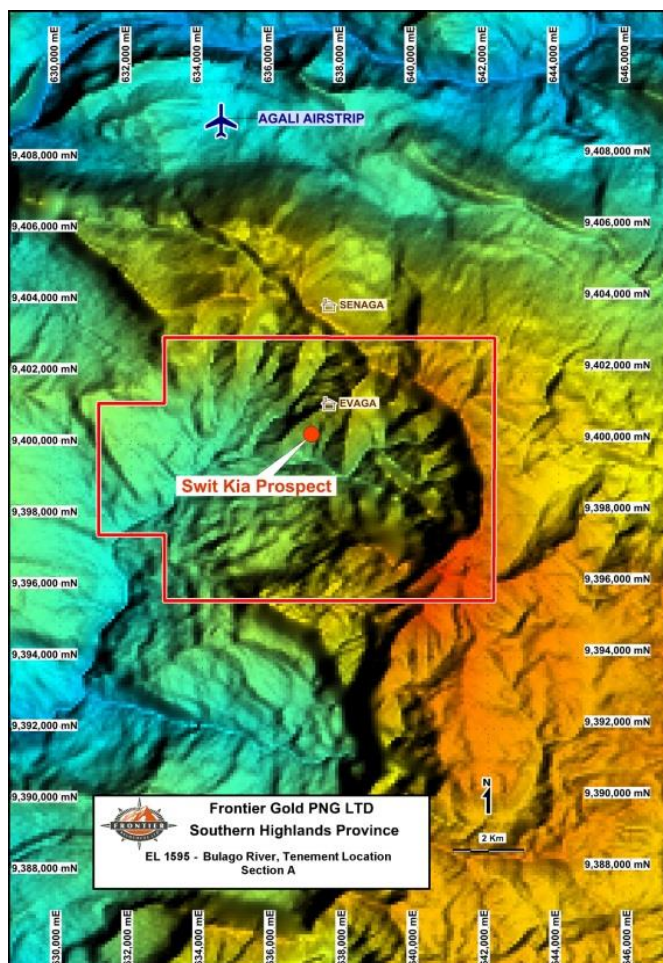 630,000 mE
632,000 mE
634,000 mE
636,000 mE
638,000 mE
640,000 mE
642,000 mE
644,000 mE
646,000 mE
AGALI AIRSTRIP
9,408,000 mN
9,408,000 mN
9,406,000 mN
9,406,000 mN
9,404,000 mN
SENAGA
9,404,000 mN
9,402,000 mN
9,402,000 mN
EVAGA
9,400,000 mN
9,400,000 mN
Swit Kia Prospect
9,398,000 mN
9,398,000 mN
9,396,000 mN
9,396,000 mN
9,394,000 mN
9,394,000 mN
9,392,000 mN
9,392,000 mN
9,390,000 mN
9,390,000 mN
FRONTIER
Frontier Gold PNG LTD
Southern Highlands Province
EL 1595 - Bulago River, Tenement Location
Section A
N
2 Km
9,388,000 mN
9,388,000 mN
630,000 mE
632,000 mE
634,000 mE
636,000 mE
638,000 mE
640,000 mE
642,000 mE
644,000 mE
646,000 mE